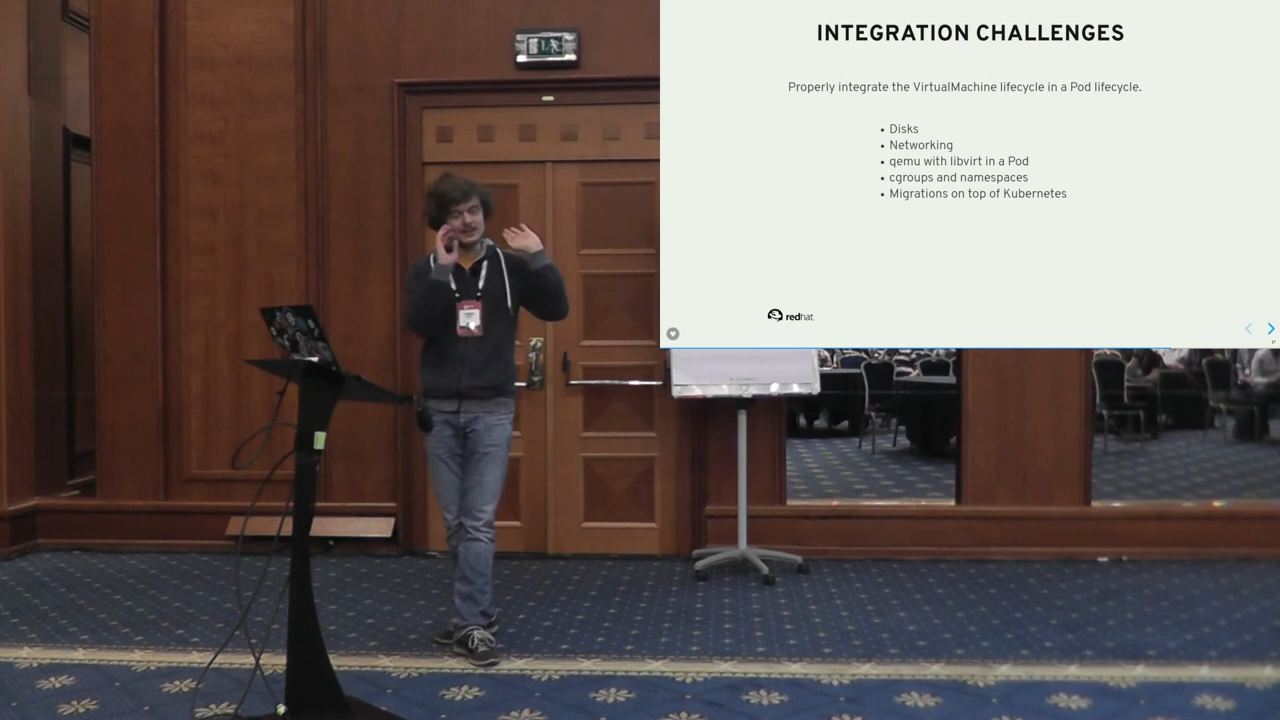 INTEGRATION CHALLENGES
Properly integrate the VirtualMachine lifecycle in a Pod lifecycle.
• Disks
• Networking
• qemu with libvirt in a Pod
• cgroups and namespaces
• Migrations on top of Kubernetes
redhat.